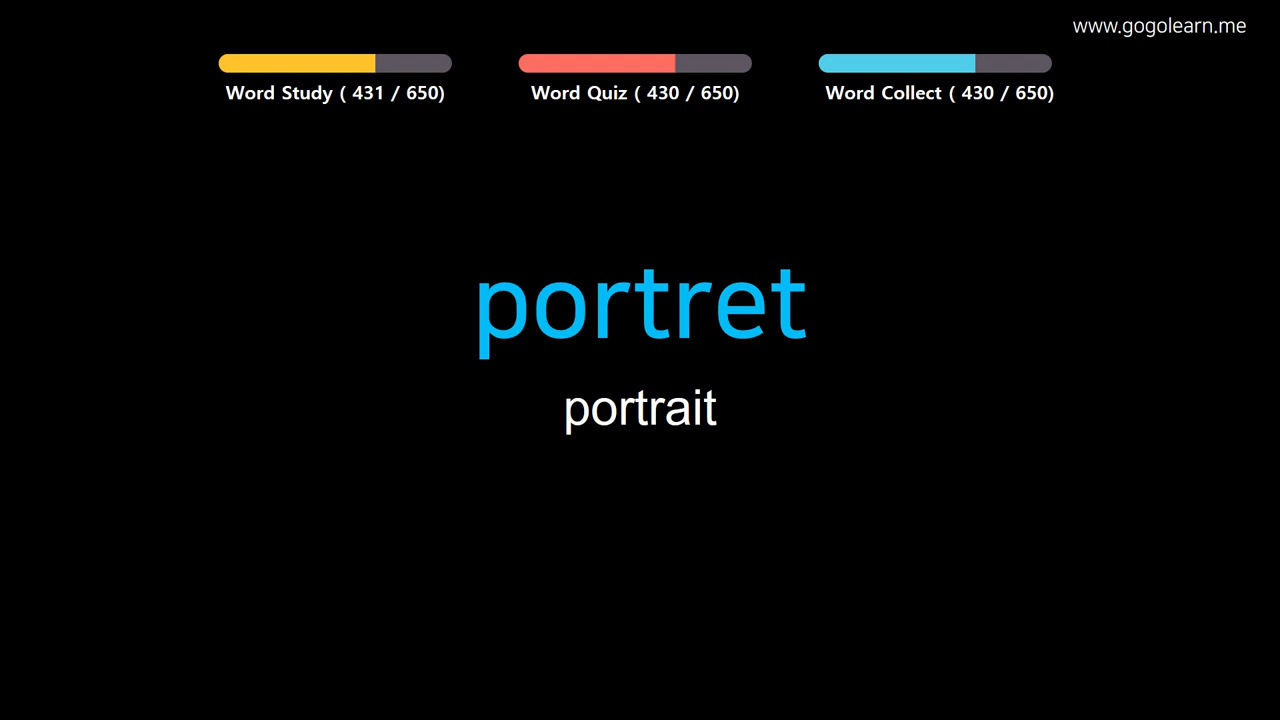 www.gogolearn.me
Word Study ( 431 / 650)
Word Quiz ( 430 / 650)
Word Collect ( 430 / 650)
portret
portrait